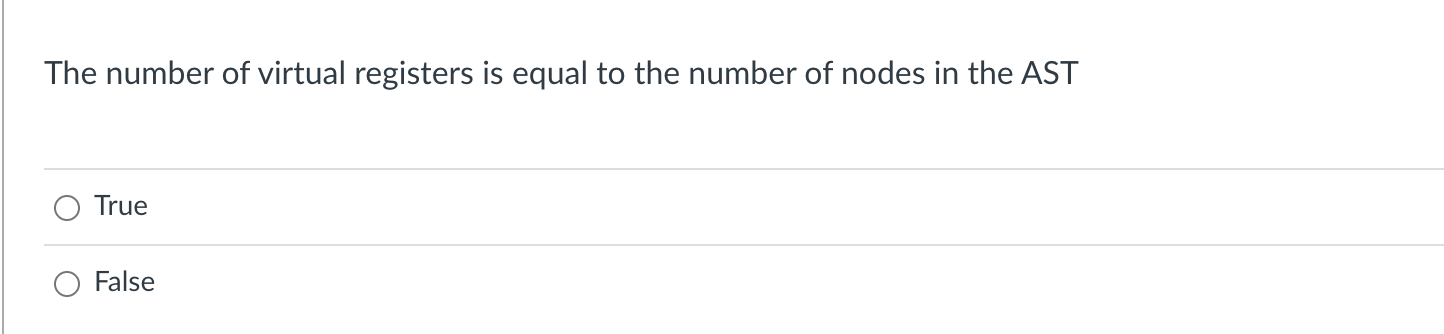 The number of virtual registers is equal to the number of nodes in the AST
True
False